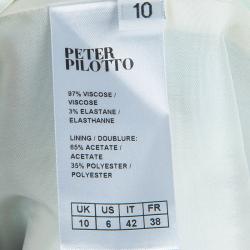 10
PETER
PILOTTO
97% VISCOSE /
VISCOSE
3% ELASTANE /
ELASTHANNE
LINING / DOUBLURE:
65% ACETATE /
ACETATE
35% POLYESTER /
POLYESTER
UK US IT FR
10 6 42 38